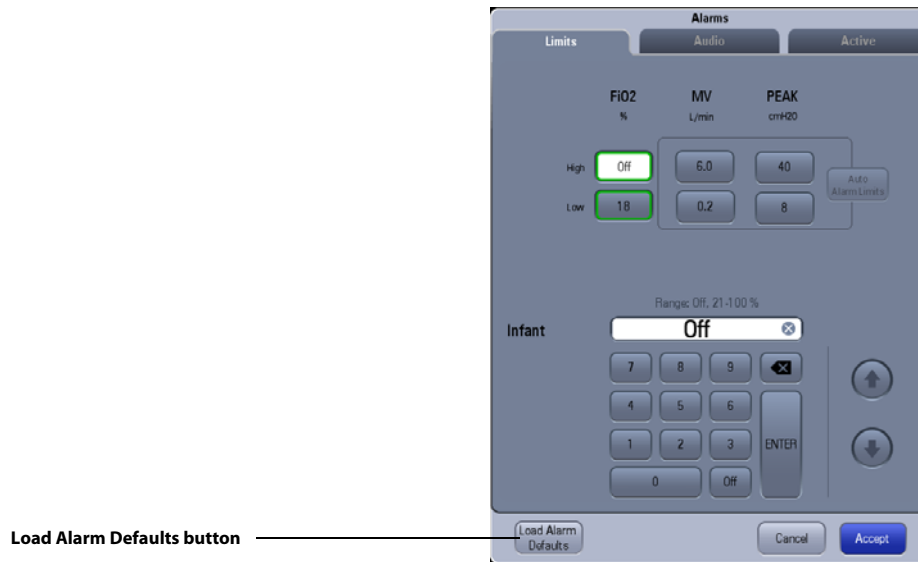 Alarms
Limits Audio Active
FiO2 MV PEAK
% L/min cmH20
High Off 6.0 40
Auto
Alarm Limits
Low 18 0.2 8
Range: Off, 21-100 %
Infant Off
7 8 9
4 5 6
1 2 3 ENTER
0 Off
Load Alarm Defaults button
Load Alarm
Defaults
Cancel Accept